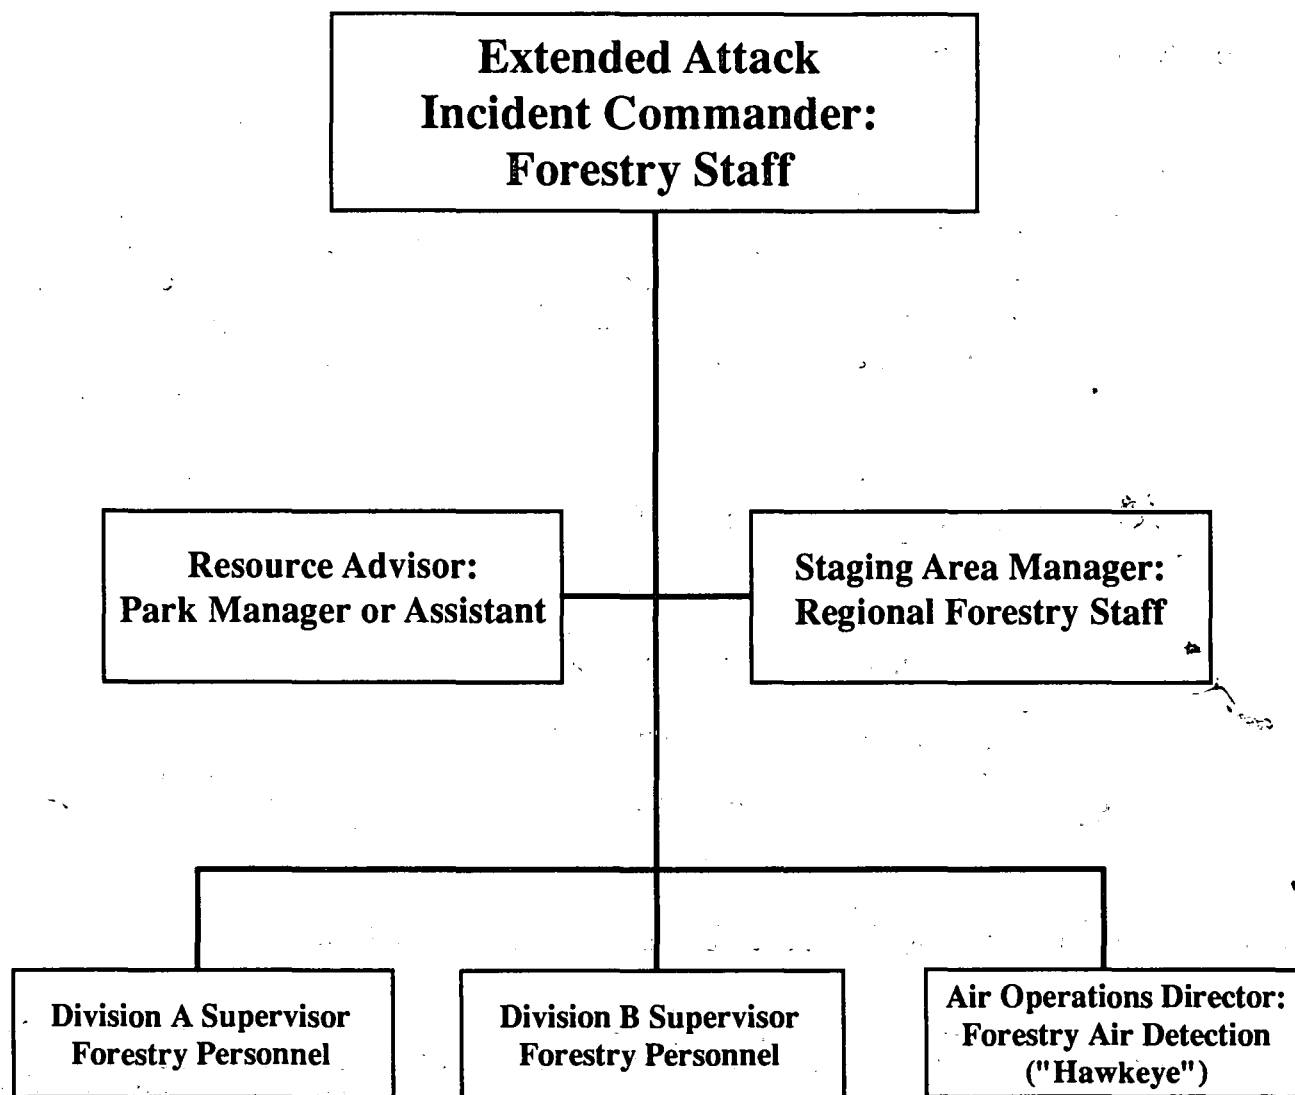 Extended Attack
Incident Commander:
Forestry Staff
Resource Advisor:
Park Manager or Assistant
Staging Area Manager:
Regional Forestry Staff
Division A Supervisor
Forestry Personnel
Division B Supervisor
Forestry Personnel
Air Operations Director:
Forestry Air Detection
("Hawkeye")